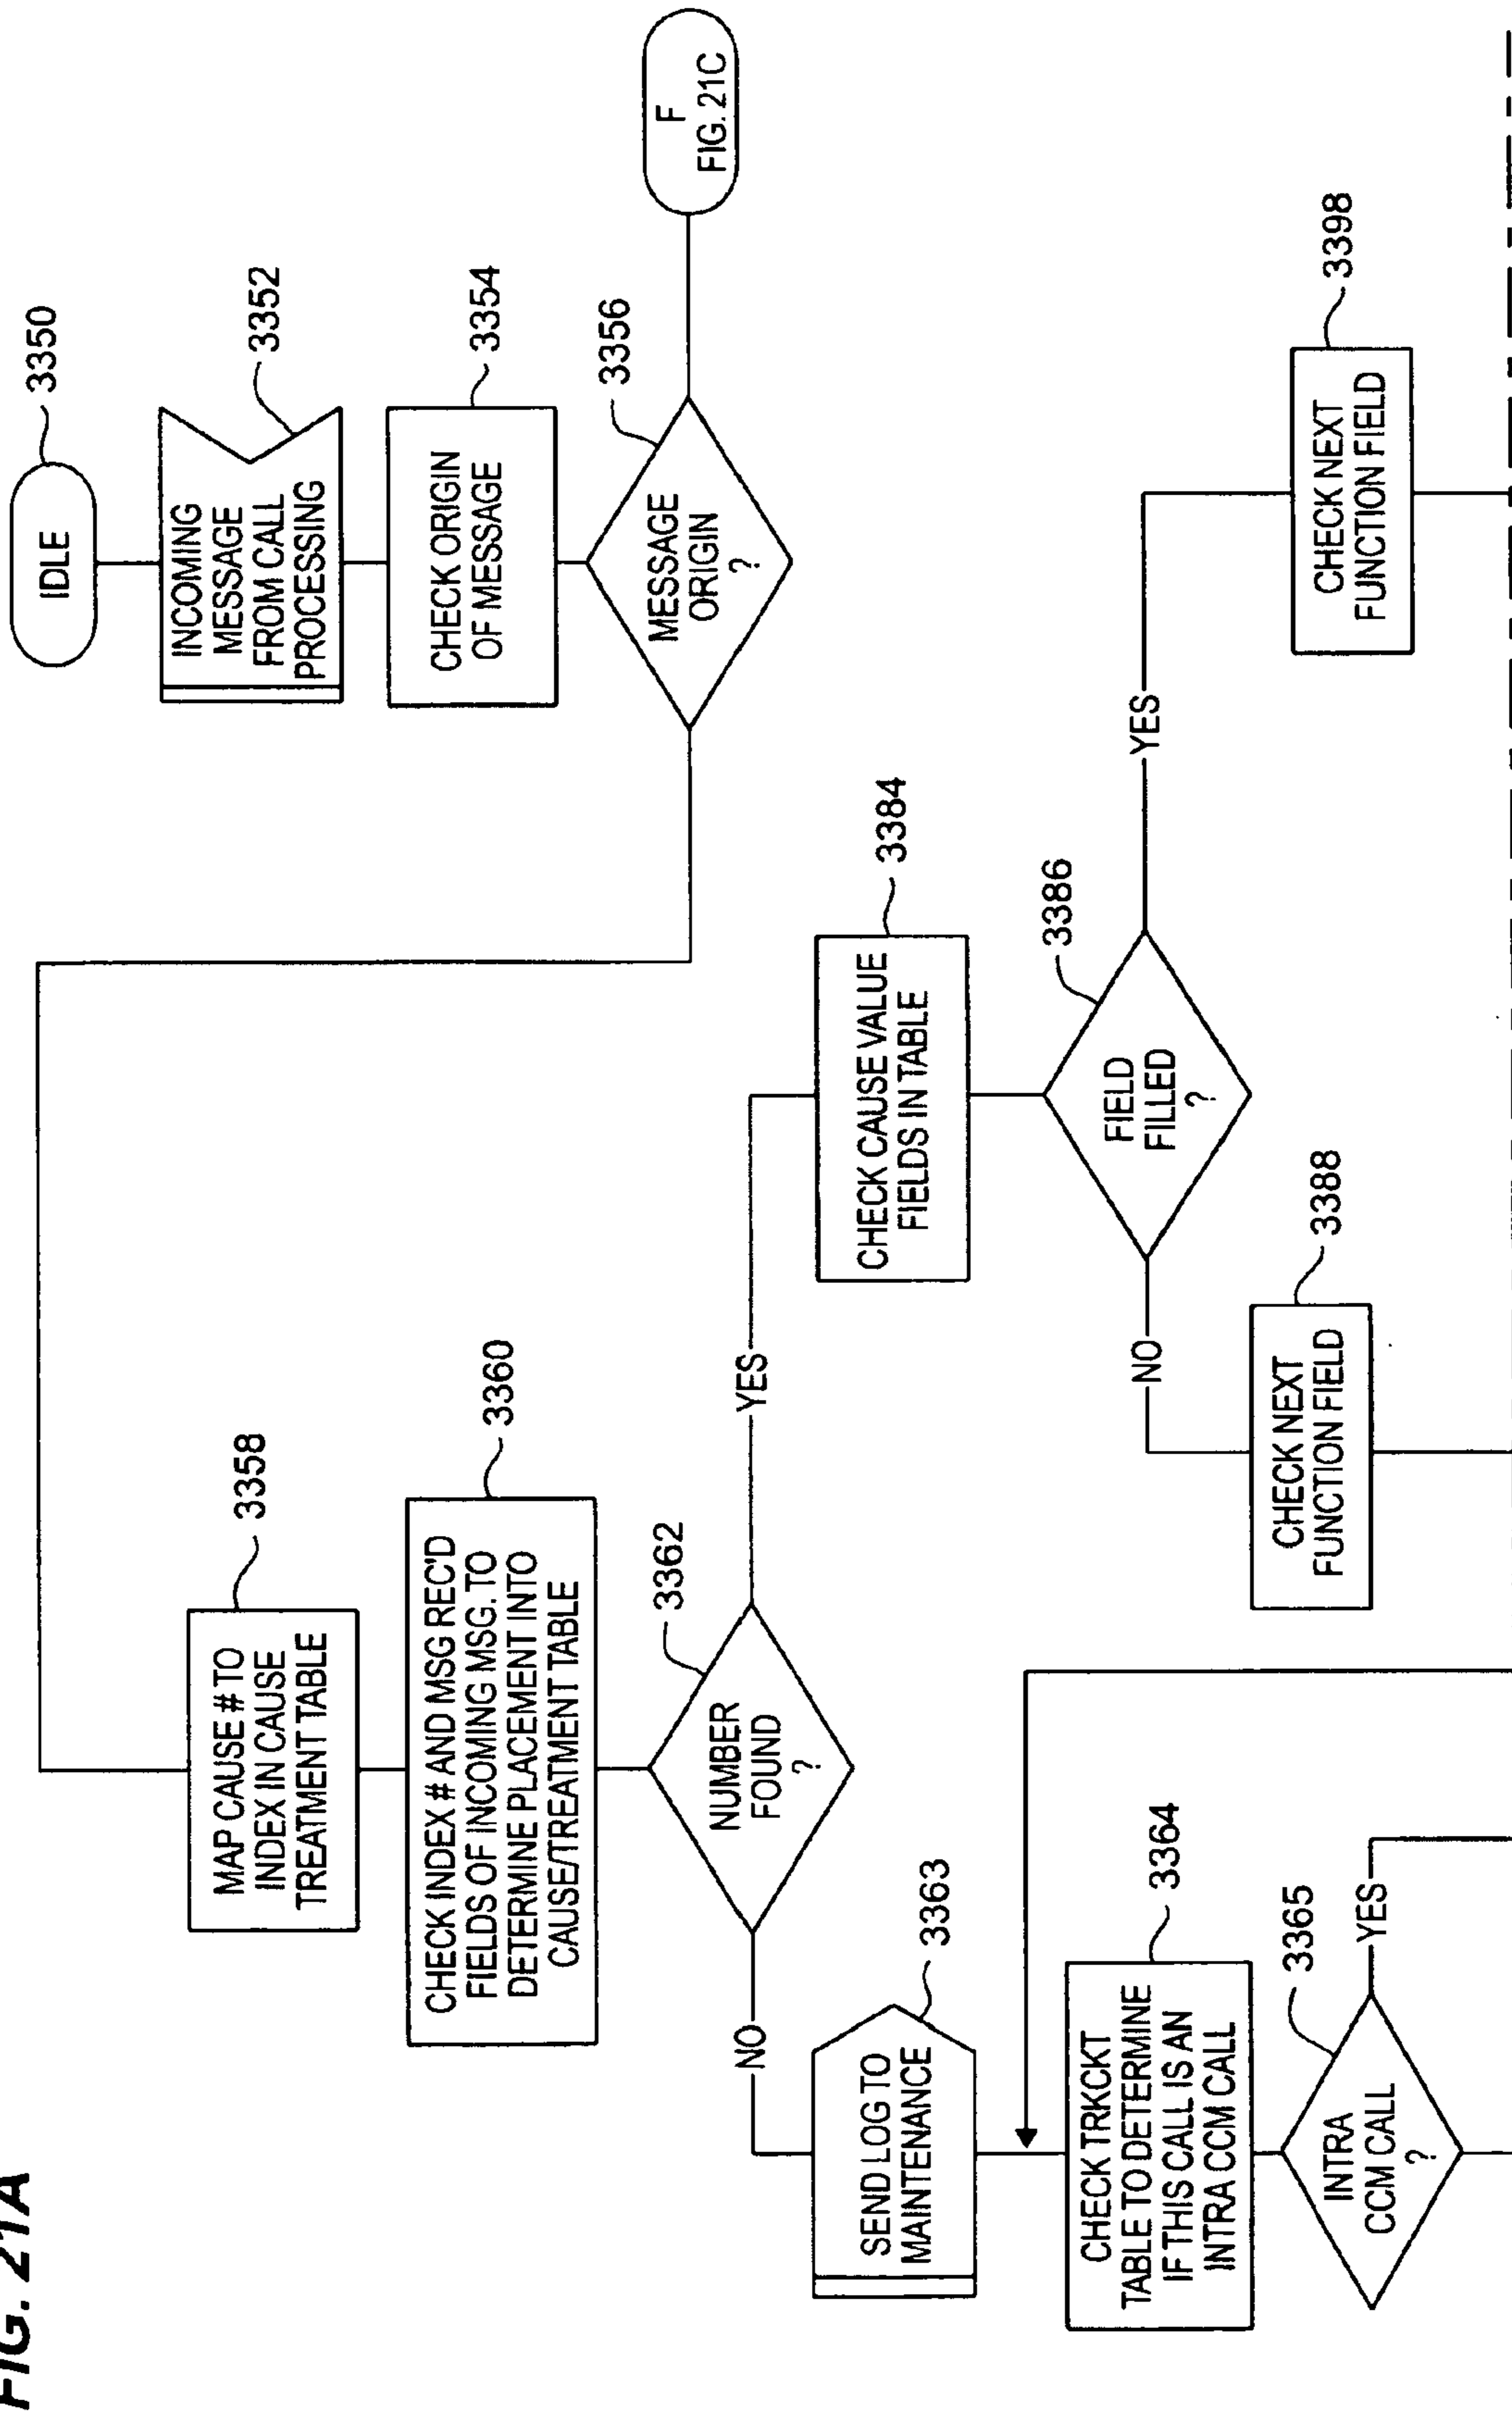 FIG. 21A
IDLE
3350
INCOMING
MESSAGE
FROM CALL
PROCESSING
3352
CHECK ORIGIN
OF MESSAGE
3354
MESSAGE
ORIGIN
?
3356
F
FIG. 21C
MAP CAUSE # TO
INDEX IN CAUSE
TREATMENT TABLE
3358
CHECK INDEX # AND MSG REC'D
FIELDS OF INCOMING MSG. TO
DETERMINE PLACEMENT INTO
CAUSE/TREATMENT TABLE
3360
NUMBER
FOUND
?
3362
NO
YES
SEND LOG TO
MAINTENANCE
3363
CHECK TRKCKT
TABLE TO DETERMINE
IF THIS CALL IS AN
INTRA CCM CALL
3364
INTRA
CCM CALL
?
3365
YES
CHECK CAUSE VALUE
FIELDS IN TABLE
3384
FIELD
FILLED
?
3386
NO
YES
CHECK NEXT
FUNCTION FIELD
3388
CHECK NEXT
FUNCTION FIELD
3398